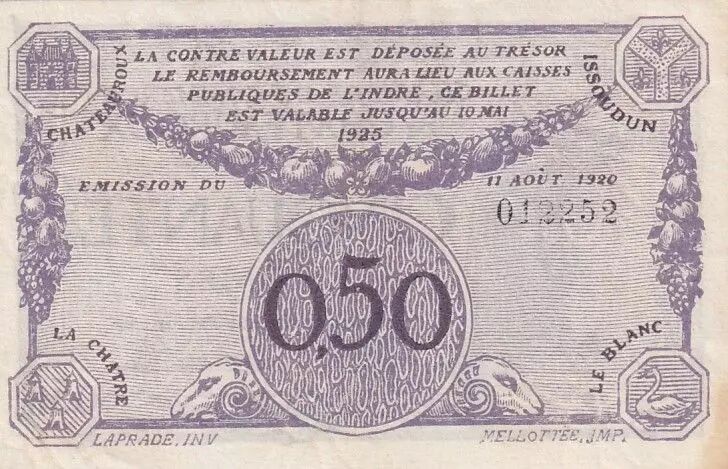 CHATEAUROUX
LA CONTRE VALEUR EST DÉPOSÉE AU TRÉSOR
LE REMBOURSEMENT AURA LIEU AUX CAISSES
PUBLIQUES DE L'INDRE, CE BILLET
EST VALABLE JUSQU'AU 10 MAI
1925
ISSOUDUN
EMISSION DU 11 AOÛT 1920
012252
0,50
LA CHATRE
LE BLANC
LAPRADE, INV
MELLOTTÉE, IMP.